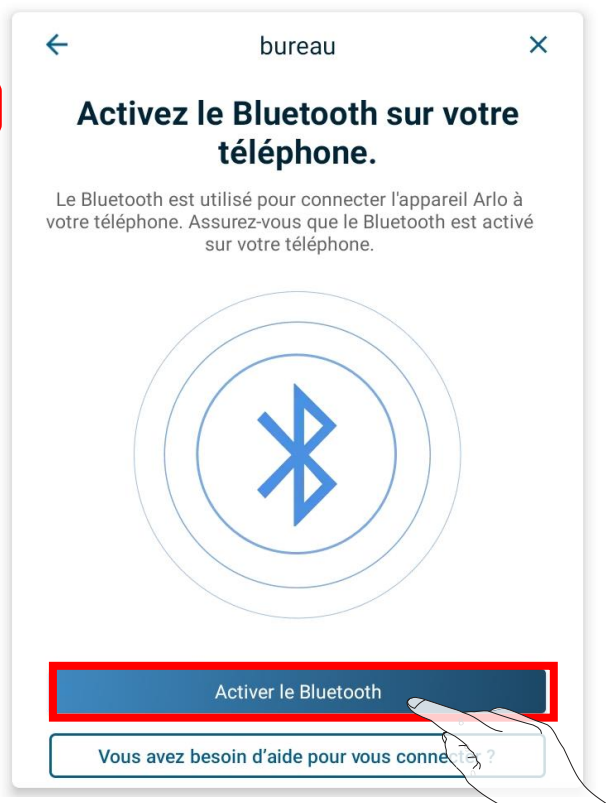 bureau
Activez le Bluetooth sur votre
téléphone.
Le Bluetooth est utilisé pour connecter l'appareil Arlo à
votre téléphone. Assurez-vous que le Bluetooth est activé
sur votre téléphone.
Activer le Bluetooth
Vous avez besoin d’aide pour vous connecter ?